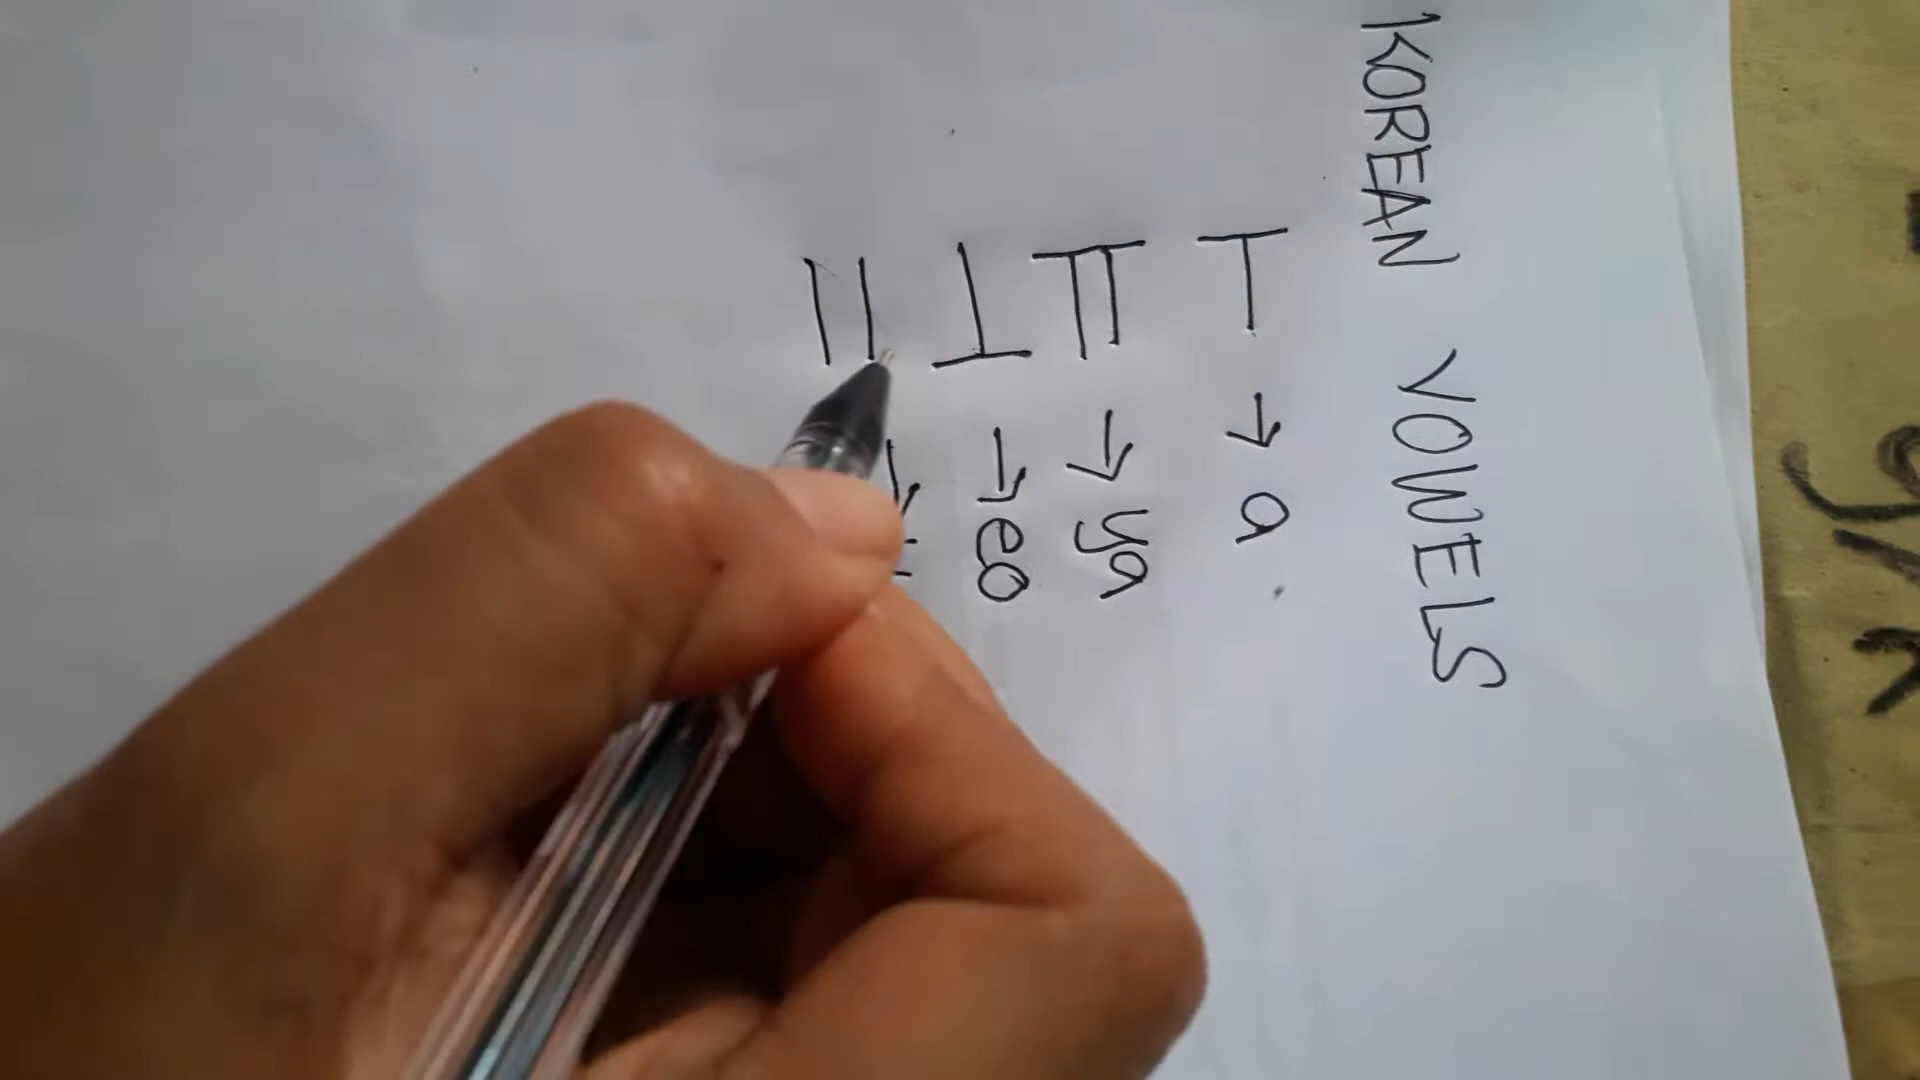 KOREAN VOWELS
ㅏ → a
ㅑ → ya
ㅓ → eo